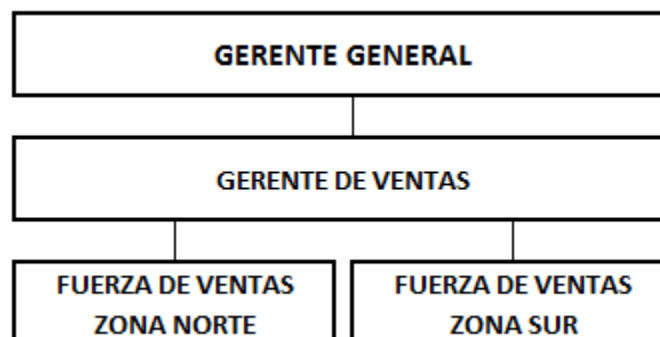 GERENTE GENERAL
GERENTE DE VENTAS
FUERZA DE VENTAS
ZONA NORTE
FUERZA DE VENTAS
ZONA SUR